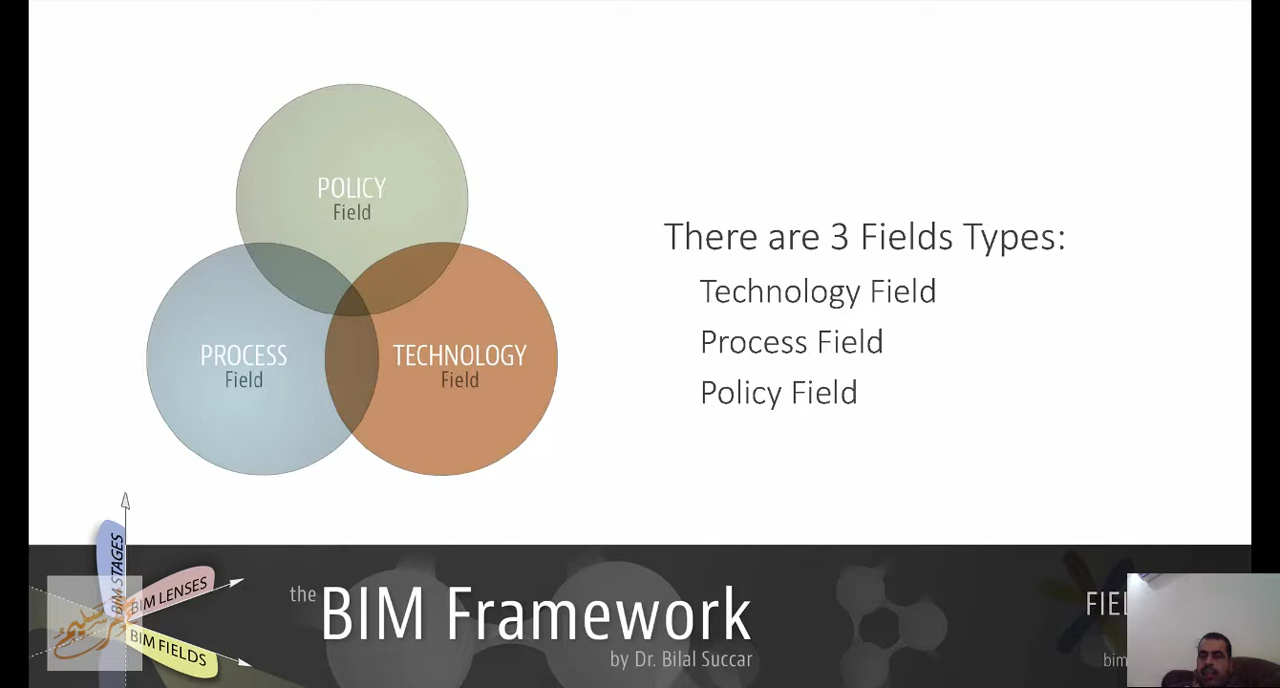 POLICY
Field
PROCESS
Field
TECHNOLOGY
Field
There are 3 Fields Types:
Technology Field
Process Field
Policy Field
BIM STAGES
BIM LENSES
BIM FIELDS
the BIM Framework
by Dr. Bilal Succar